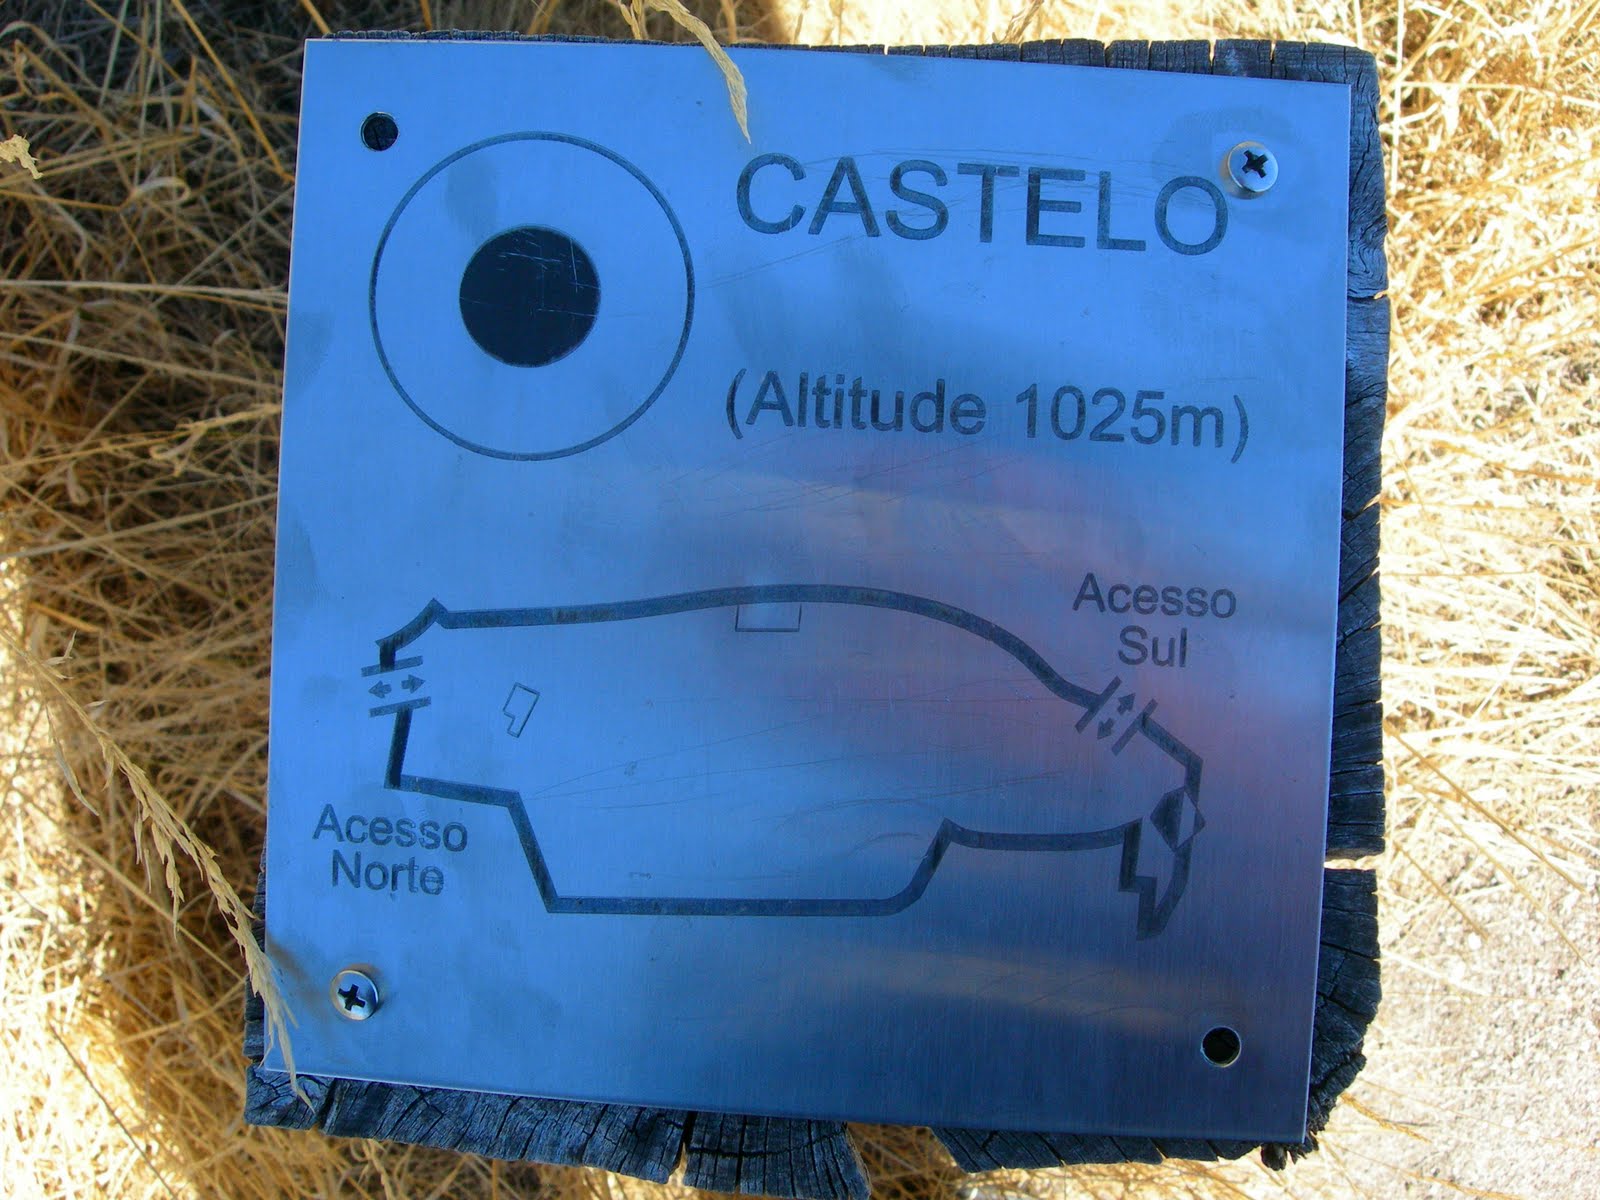 CASTELO
(Altitude 1025m)
Acesso
Sul
Acesso
Norte